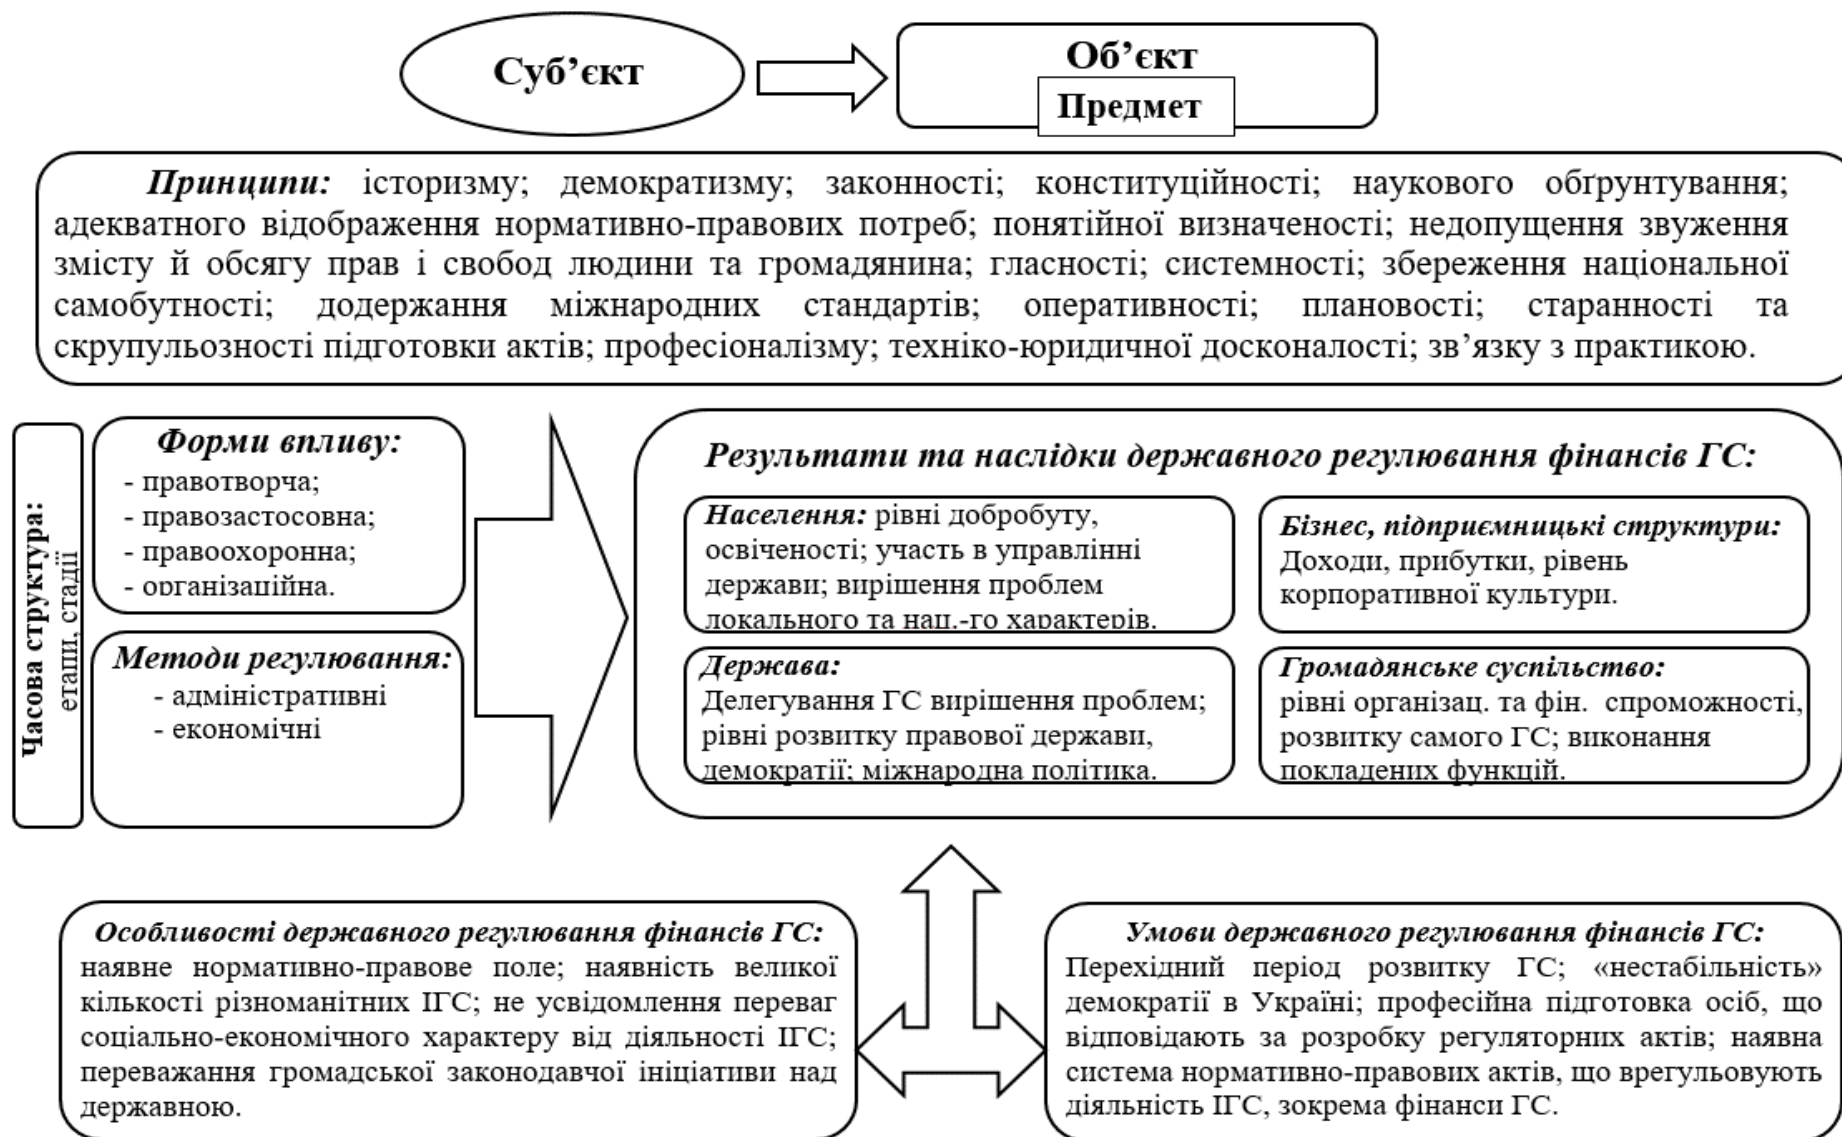 Суб’єкт
Об’єкт
Предмет
Принципи: історизму; демократизму; законності; конституційності; наукового обґрунтування;
адекватного відображення нормативно-правових потреб; понятійної визначеності; недопущення звуження
змісту й обсягу прав і свобод людини та громадянина; гласності; системності; збереження національної
самобутності; додержання міжнародних стандартів; оперативності; плановості; старанності та
скрупульозності підготовки актів; професіоналізму; техніко-юридичної досконалості; зв’язку з практикою.
Часова структура:
етапи, стадії
Форми впливу:
- правотворча;
- правозастосовна;
- правоохоронна;
- організаційна.
Методи регулювання:
- адміністративні
- економічні
Результати та наслідки державного регулювання фінансів ГС:
Населення: рівні добробуту,
освіченості; участь в управлінні
держави; вирішення проблем
локального та нац.-го характерів.
Бізнес, підприємницькі структури:
Доходи, прибутки, рівень
корпоративної культури.
Держава:
Делегування ГС вирішення проблем;
рівні розвитку правової держави,
демократії; міжнародна політика.
Громадянське суспільство:
рівні організац. та фін. спроможності,
розвитку самого ГС; виконання
покладених функцій.
Особливості державного регулювання фінансів ГС:
наявне нормативно-правове поле; наявність великої
кількості різноманітних ІГС; не усвідомлення переваг
соціально-економічного характеру від діяльності ІГС;
переважання громадської законодавчої ініціативи над
державною.
Умови державного регулювання фінансів ГС:
Перехідний період розвитку ГС; «нестабільність»
демократії в Україні; професійна підготовка осіб, що
відповідають за розробку регуляторних актів; наявна
система нормативно-правових актів, що врегульовують
діяльність ІГС, зокрема фінанси ГС.